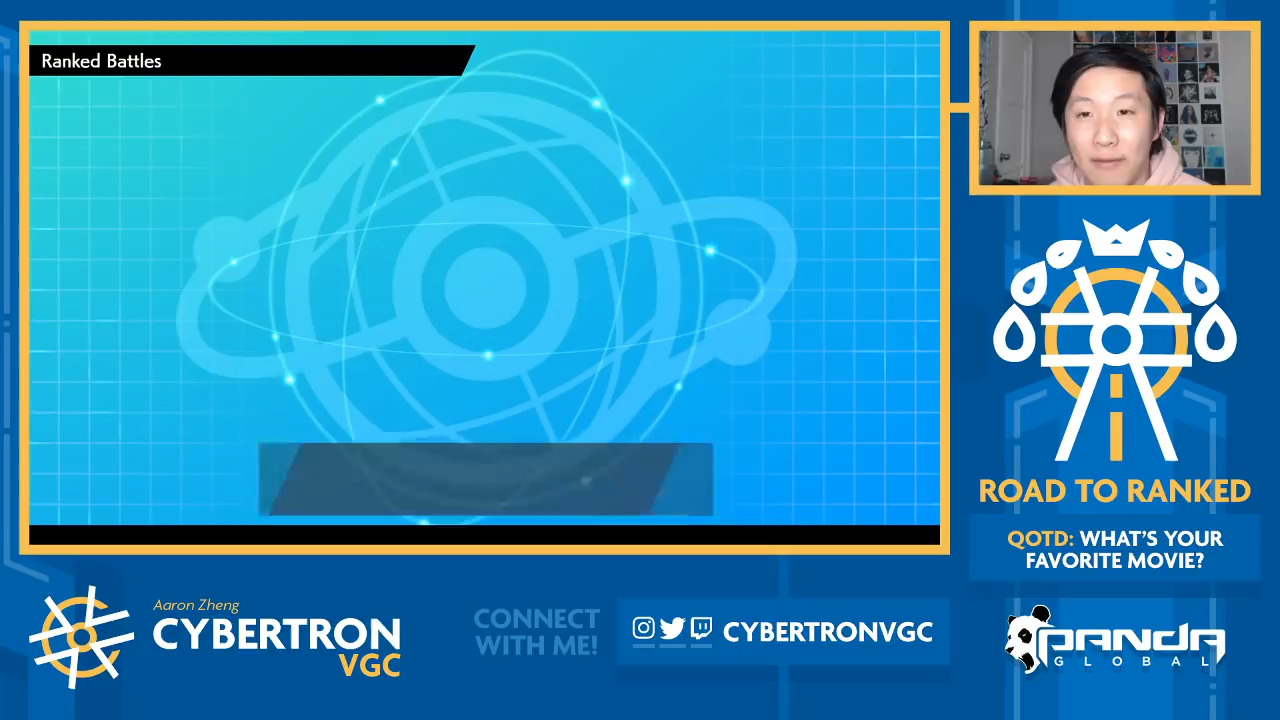 Ranked Battles
ROAD TO RANKED
QOTD: WHAT'S YOUR
FAVORITE MOVIE?
Aaron Zheng
CYBERTRON
VGC
CONNECT
WITH ME!
CYBERTRONVGC
PANDA
GLOBAL